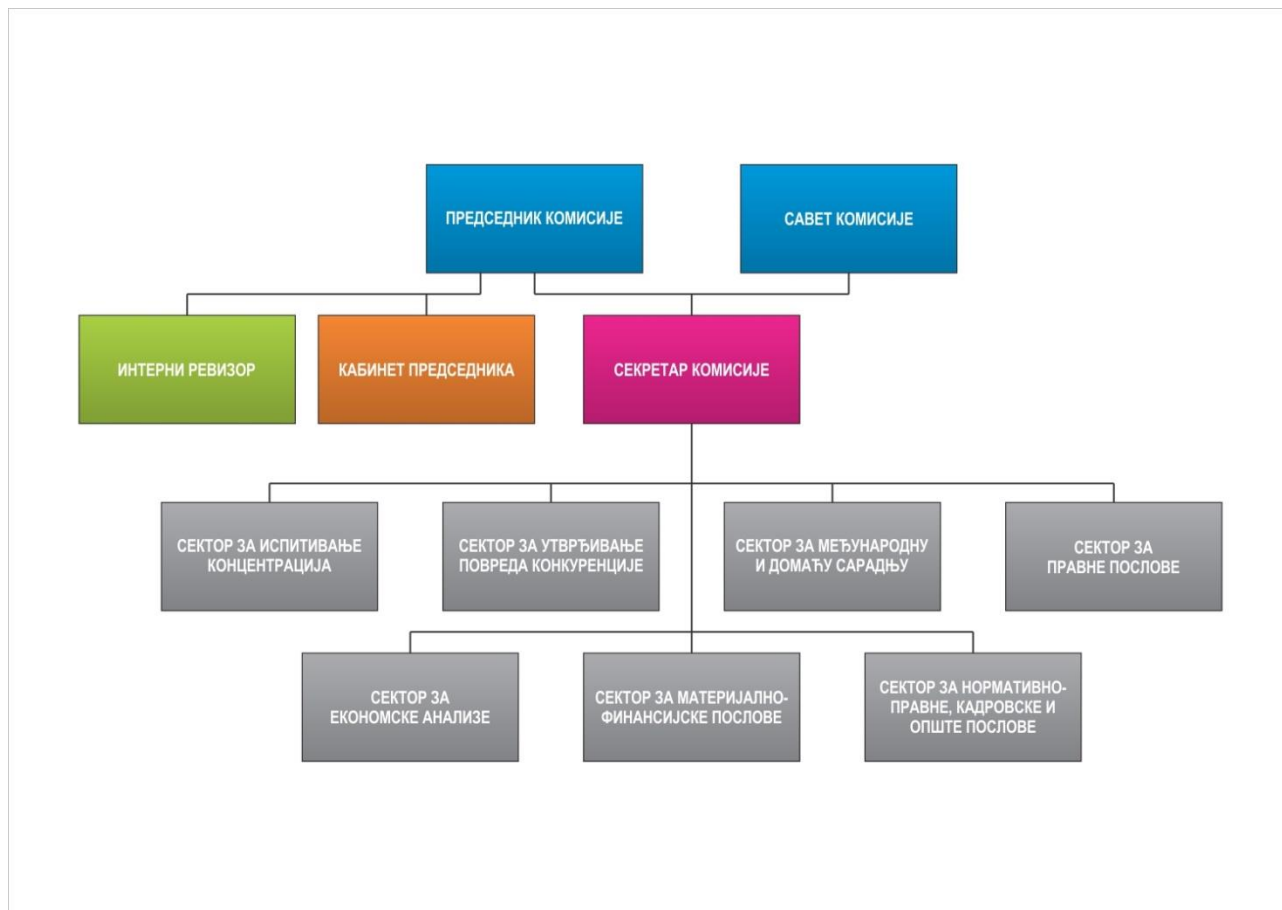 ПРЕДСЕДНИК КОМИСИЈЕ
САВЕТ КОМИСИЈЕ
ИНТЕРНИ РЕВИЗОР
КАБИНЕТ ПРЕДСЕДНИКА
СЕКРЕТАР КОМИСИЈЕ
СЕКТОР ЗА ИСПИТИВАЊЕ
КОНЦЕНТРАЦИЈА
СЕКТОР ЗА УТВРЂИВАЊЕ
ПОВРЕДА КОНКУРЕНЦИЈЕ
СЕКТОР ЗА МЕЂУНАРОДНУ
И ДОМАЋУ САРАДЊУ
СЕКТОР ЗА
ПРАВНЕ ПОСЛОВЕ
СЕКТОР ЗА
ЕКОНОМСКЕ АНАЛИЗЕ
СЕКТОР ЗА МАТЕРИЈАЛНО-
ФИНАНСИЈСКЕ ПОСЛОВЕ
СЕКТОР ЗА НОРМАТИВНО-
ПРАВНЕ, КАДРОВСКЕ И
ОПШТЕ ПОСЛОВЕ